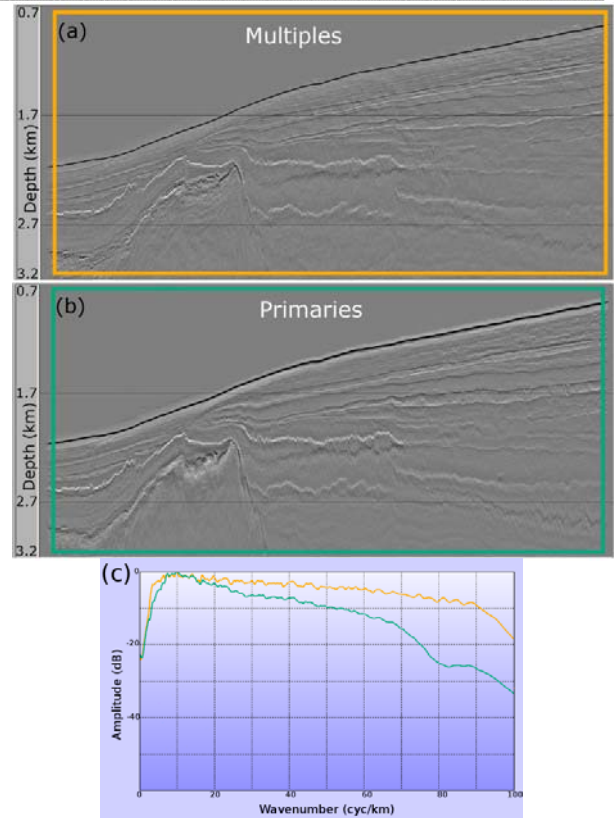 0.7
(a)
Multiples
1.7
Depth (km)
2.7
3.2
0.7
(b)
Primaries
1.7
Depth (km)
2.7
3.2
(c)
0
-20
-40
Amplitude (dB)
0 20 40 60 80 100
Wavenumber (cyc/km)